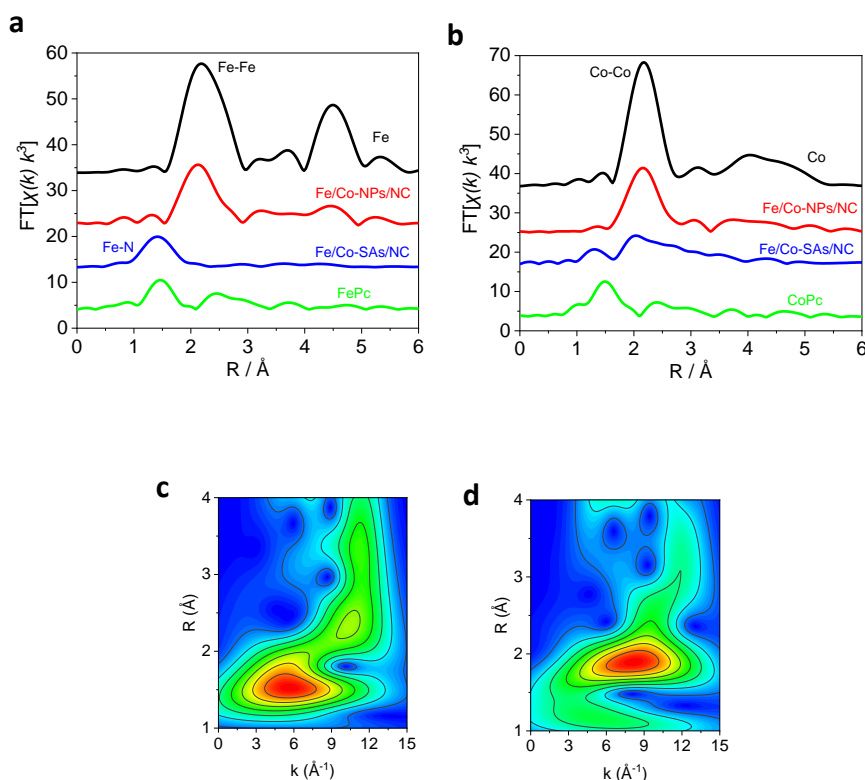 a
60
50
40
30
20
10
0
FT[χ(k) k³]
Fe-Fe
Fe
Fe/Co-NPs/NC
Fe-N
Fe/Co-SAs/NC
FePc
0 1 2 3 4 5 6
R / Å
b
70
60
50
40
30
20
10
0
FT[χ(k) k³]
Co-Co
Co
Fe/Co-NPs/NC
Fe/Co-SAs/NC
CoPc
0 1 2 3 4 5 6
R / Å
c
4
3
2
1
R (Å)
0 3 6 9 12 15
k (Å⁻¹)
d
4
3
2
1
R (Å)
0 3 6 9 12 15
k (Å⁻¹)